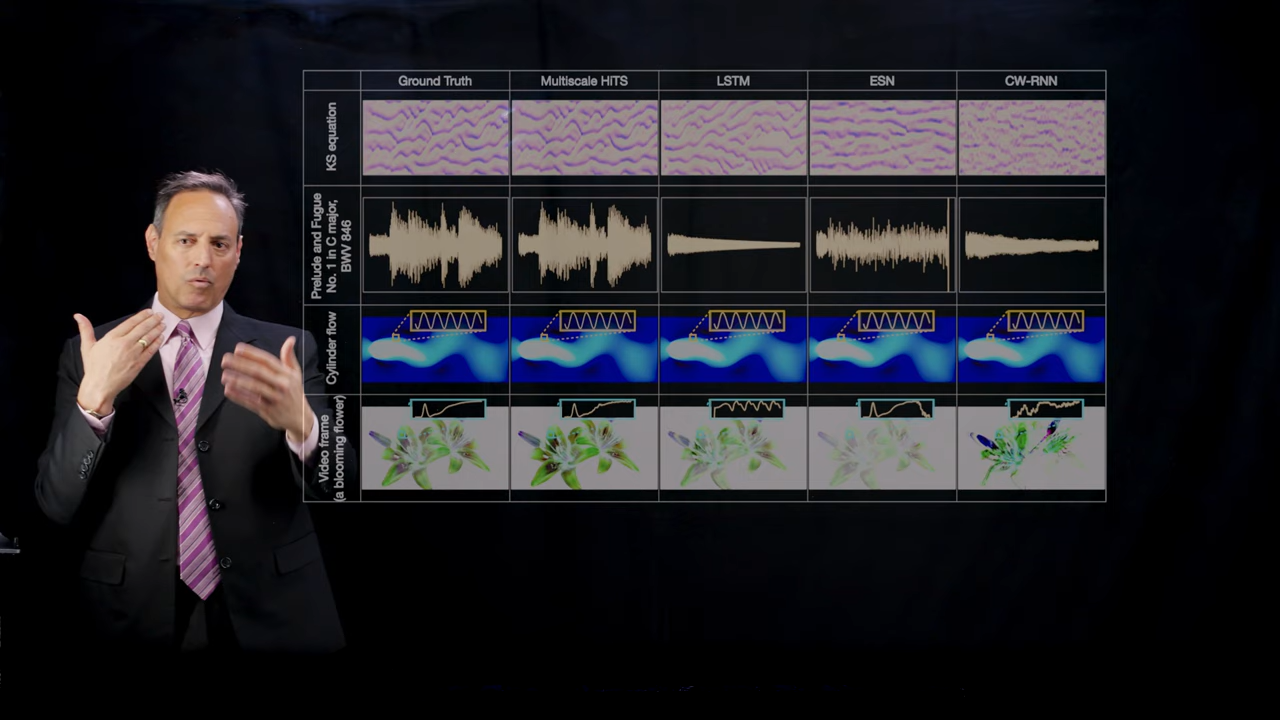 Ground Truth
Multiscale HiTS
LSTM
ESN
CW-RNN
KS equation
Prelude and Fugue
No. 1 in C major,
BWV 846
Cylinder flow
Video frame
(a blooming flower)